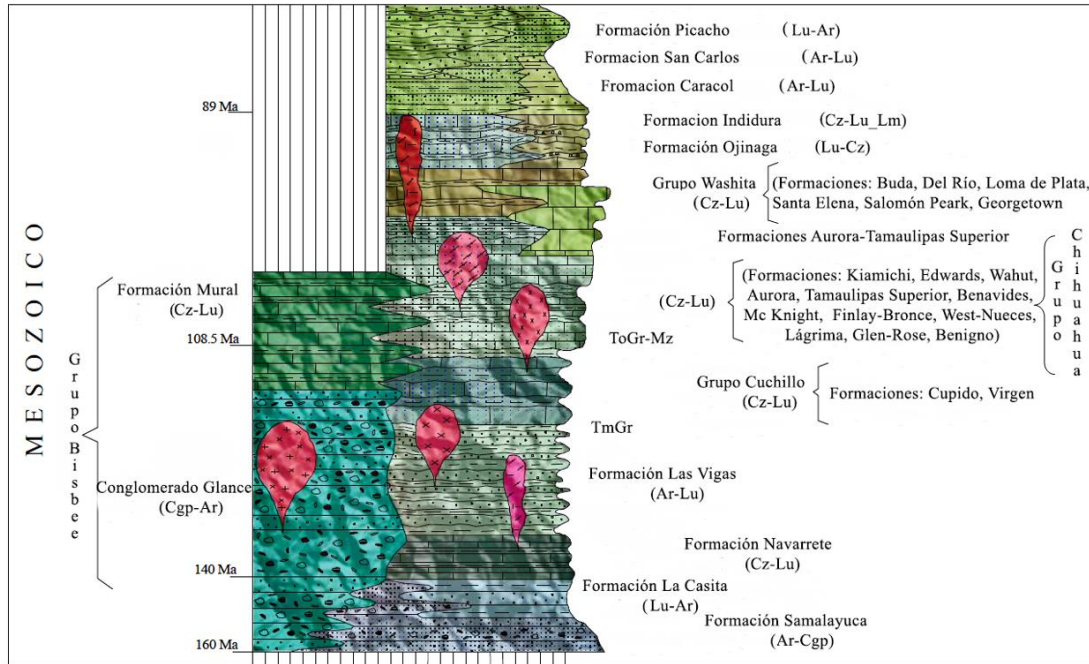 MESOZOICO
Formación Picacho (Lu-Ar)
Formacion San Carlos (Ar-Lu)
Fromacion Caracol (Ar-Lu)
89 Ma
Formacion Indidura (Cz-Lu_Lm)
Formación Ojinaga (Lu-Cz)
Grupo Washita
(Cz-Lu)
(Formaciones: Buda, Del Río, Loma de Plata,
Santa Elena, Salomón Peark, Georgetown
Formaciones Aurora-Tamaulipas Superior
Grupo
Chihuahua
(Cz-Lu)
(Formaciones: Kiamichi, Edwards, Wahut,
Aurora, Tamaulipas Superior, Benavides,
Mc Knight, Finlay-Bronce, West-Nueces,
Lágrima, Glen-Rose, Benigno)
Formación Mural
(Cz-Lu)
108.5 Ma
ToGr-Mz
Grupo Bisbee
Grupo Cuchillo
(Cz-Lu)
Formaciones: Cupido, Virgen
TmGr
Formación Las Vigas
(Ar-Lu)
Conglomerado Glance
(Cgp-Ar)
Formación Navarrete
(Cz-Lu)
140 Ma
Formación La Casita
(Lu-Ar)
Formación Samalayuca
(Ar-Cgp)
160 Ma